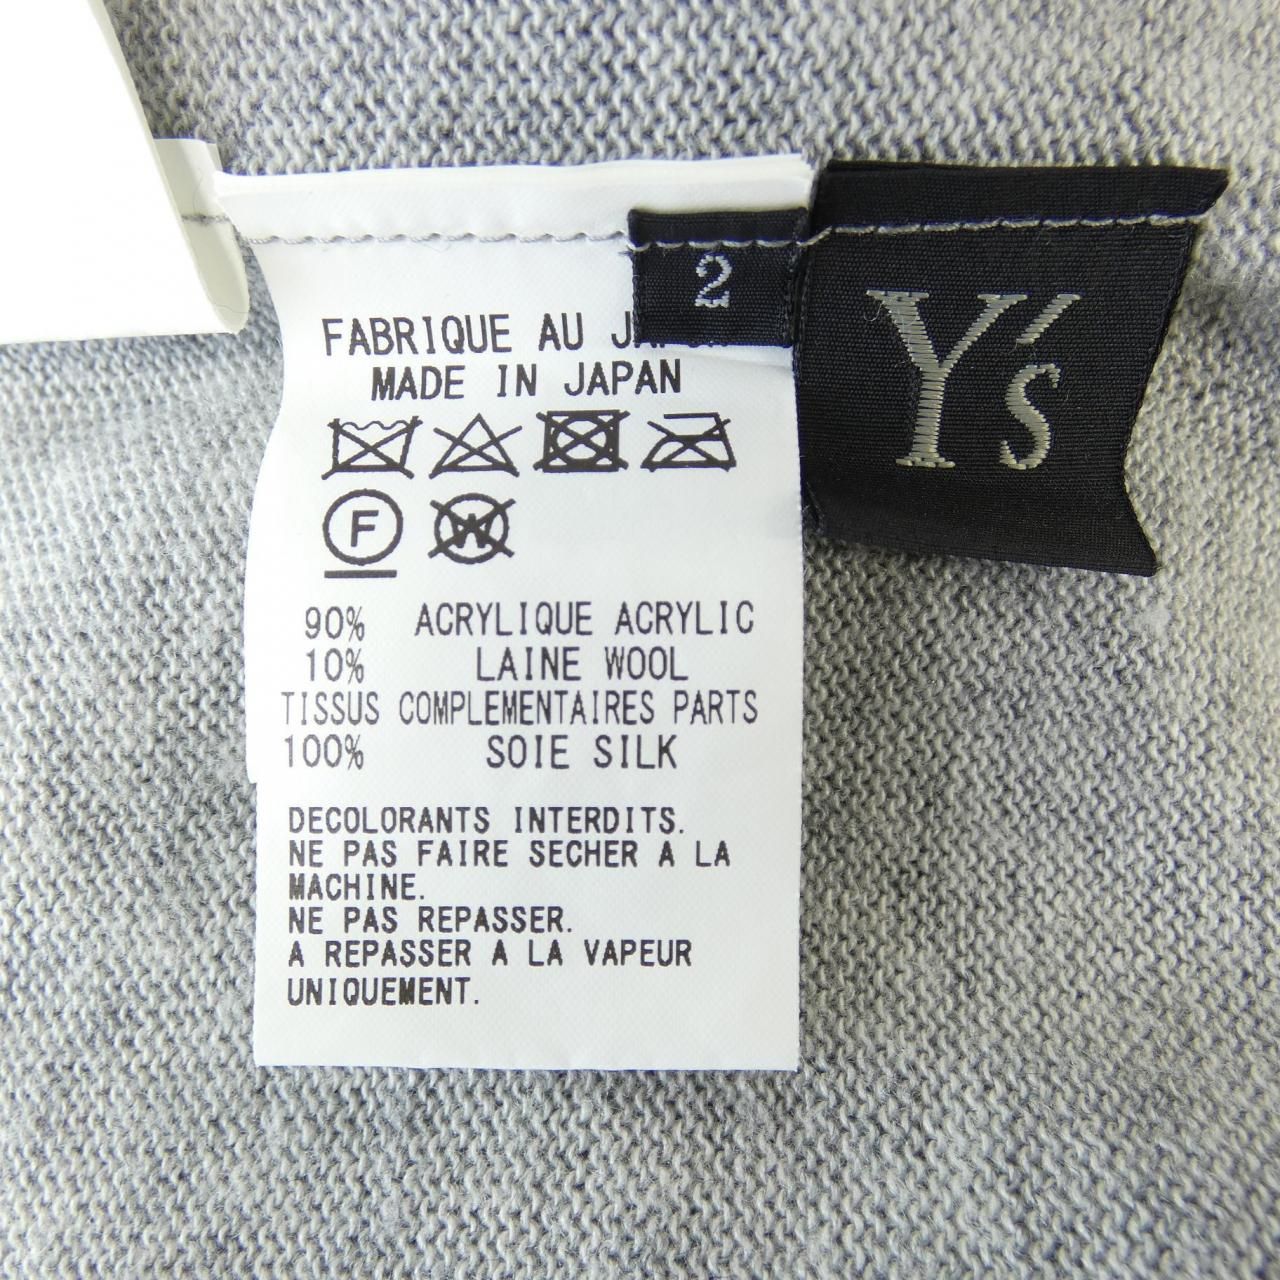 2
Y's
FABRIQUE AU
MADE IN JAPAN
F
W
90% ACRYLIQUE ACRYLIC
10% LAINE WOOL
TISSUS COMPLEMENTAIRES PARTS
100% SOIE SILK
DECOLORANTS INTERDITS.
NE PAS FAIRE SECHER A LA
MACHINE.
NE PAS REPASSER.
A REPASSER A LA VAPEUR
UNIQUEMENT.